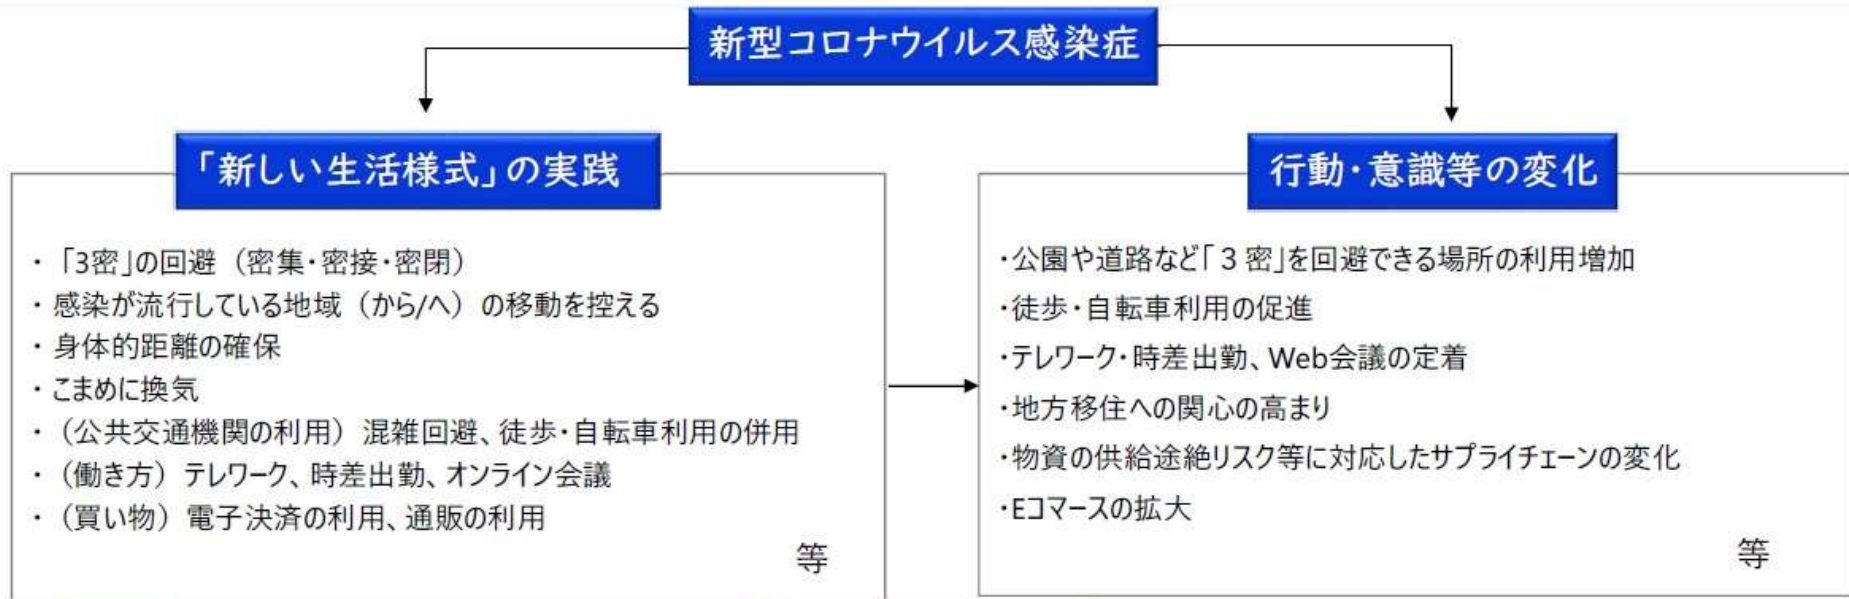 新型コロナウイルス感染症
「新しい生活様式」の実践
・「3密」の回避（密集・密接・密閉）
・感染が流行している地域（から/へ）の移動を控える
・身体的距離の確保
・こまめに換気
・（公共交通機関の利用）混雑回避、徒歩・自転車利用の併用
・（働き方）テレワーク、時差出勤、オンライン会議
・（買い物）電子決済の利用、通販の利用
等
行動・意識等の変化
・公園や道路など「３密」を回避できる場所の利用増加
・徒歩・自転車利用の促進
・テレワーク・時差出勤、Web会議の定着
・地方移住への関心の高まり
・物資の供給途絶リスク等に対応したサプライチェーンの変化
・Eコマースの拡大
等